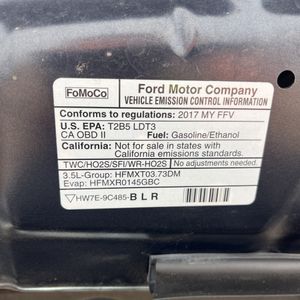 FoMoCo
Ford Motor Company
VEHICLE EMISSION CONTROL INFORMATION
Conforms to regulations: 2017 MY FFV
U.S. EPA: T2B5 LDT3
CA OBD II Fuel: Gasoline/Ethanol
California: Not for sale in states with
California emissions standards.
TWC/HO2S/SFI/WR-HO2S No adjustments needed.
3.5L-Group: HFMXT03.73DM
Evap: HFMXR0145GBC
HW7E-9C485-BLR